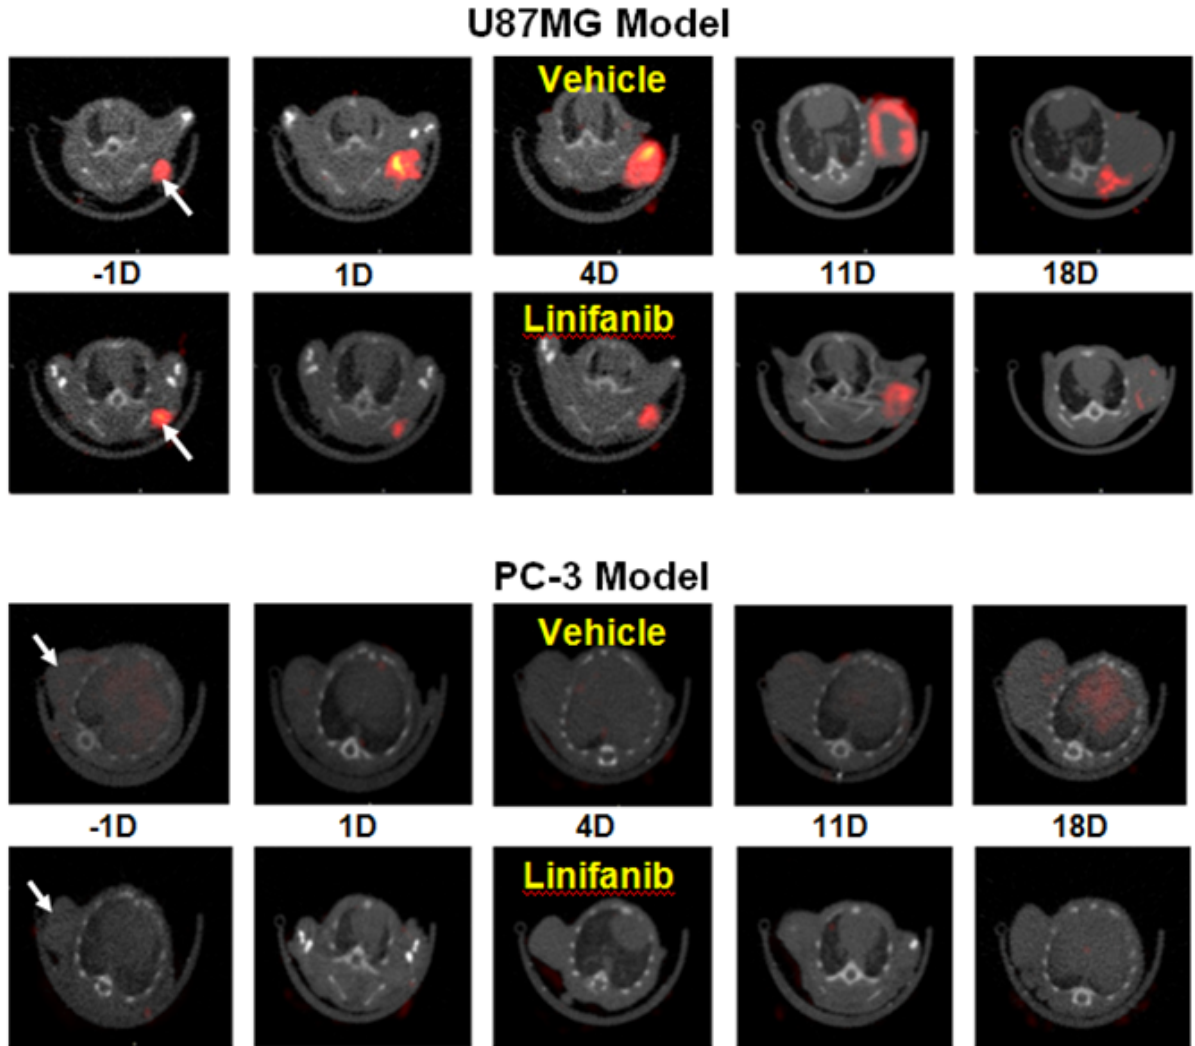 U87MG Model
Vehicle
-1D 1D 4D 11D 18D
Linifanib
PC-3 Model
Vehicle
-1D 1D 4D 11D 18D
Linifanib